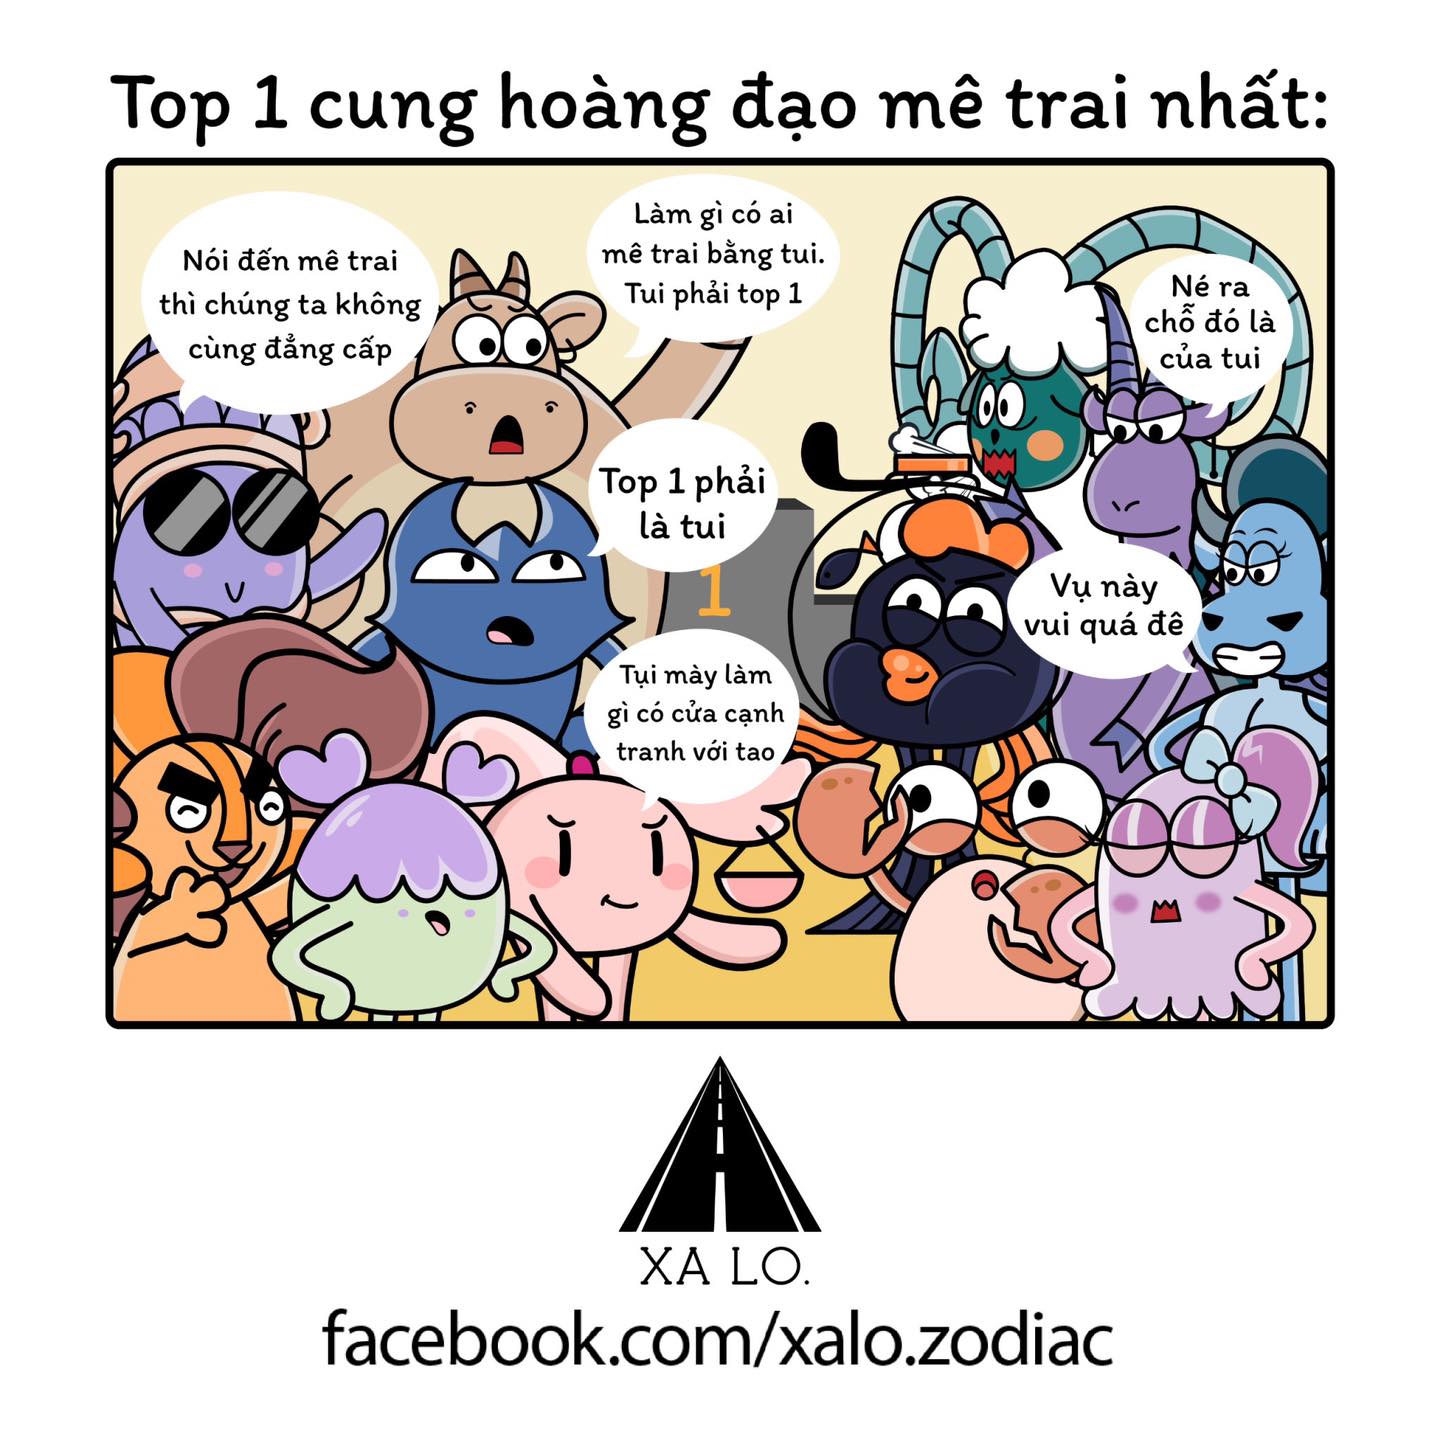 Top 1 cung hoàng đạo mê trai nhất:
Nói đến mê trai
thì chúng ta không
cùng đẳng cấp
Làm gì có ai
mê trai bằng tui.
Tui phải top 1
Né ra
chỗ đó là
của tui
Top 1 phải
là tui
1
Vụ này
vui quá đê
Tụi mày làm
gì có cửa cạnh
tranh với tao
XA LO.
facebook.com/xalo.zodiac